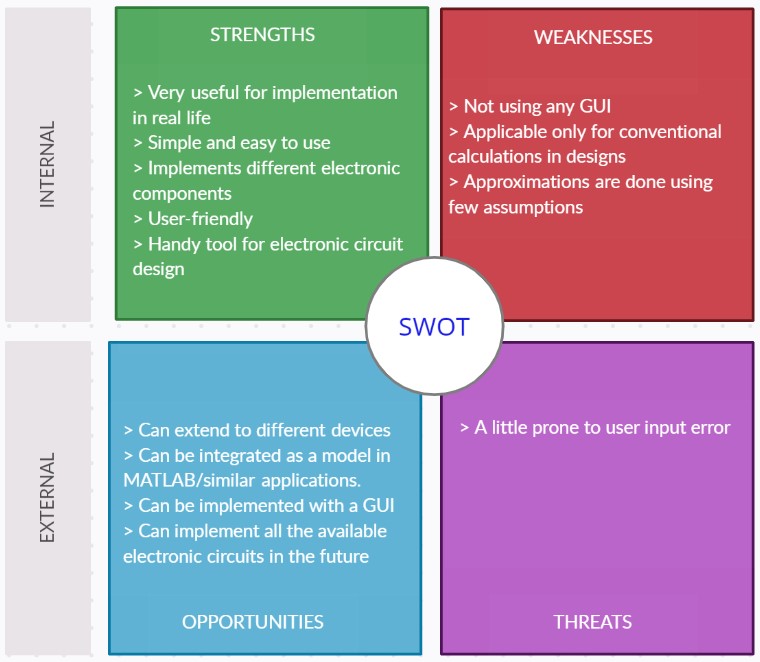 INTERNAL
STRENGTHS
> Very useful for implementation
in real life
> Simple and easy to use
> Implements different electronic
components
> User-friendly
> Handy tool for electronic circuit
design
WEAKNESSES
> Not using any GUI
> Applicable only for conventional
calculations in designs
> Approximations are done using
few assumptions
SWOT
EXTERNAL
> Can extend to different devices
> Can be integrated as a model in
MATLAB/similar applications.
> Can be implemented with a GUI
> Can implement all the available
electronic circuits in the future
OPPORTUNITIES
> A little prone to user input error
THREATS